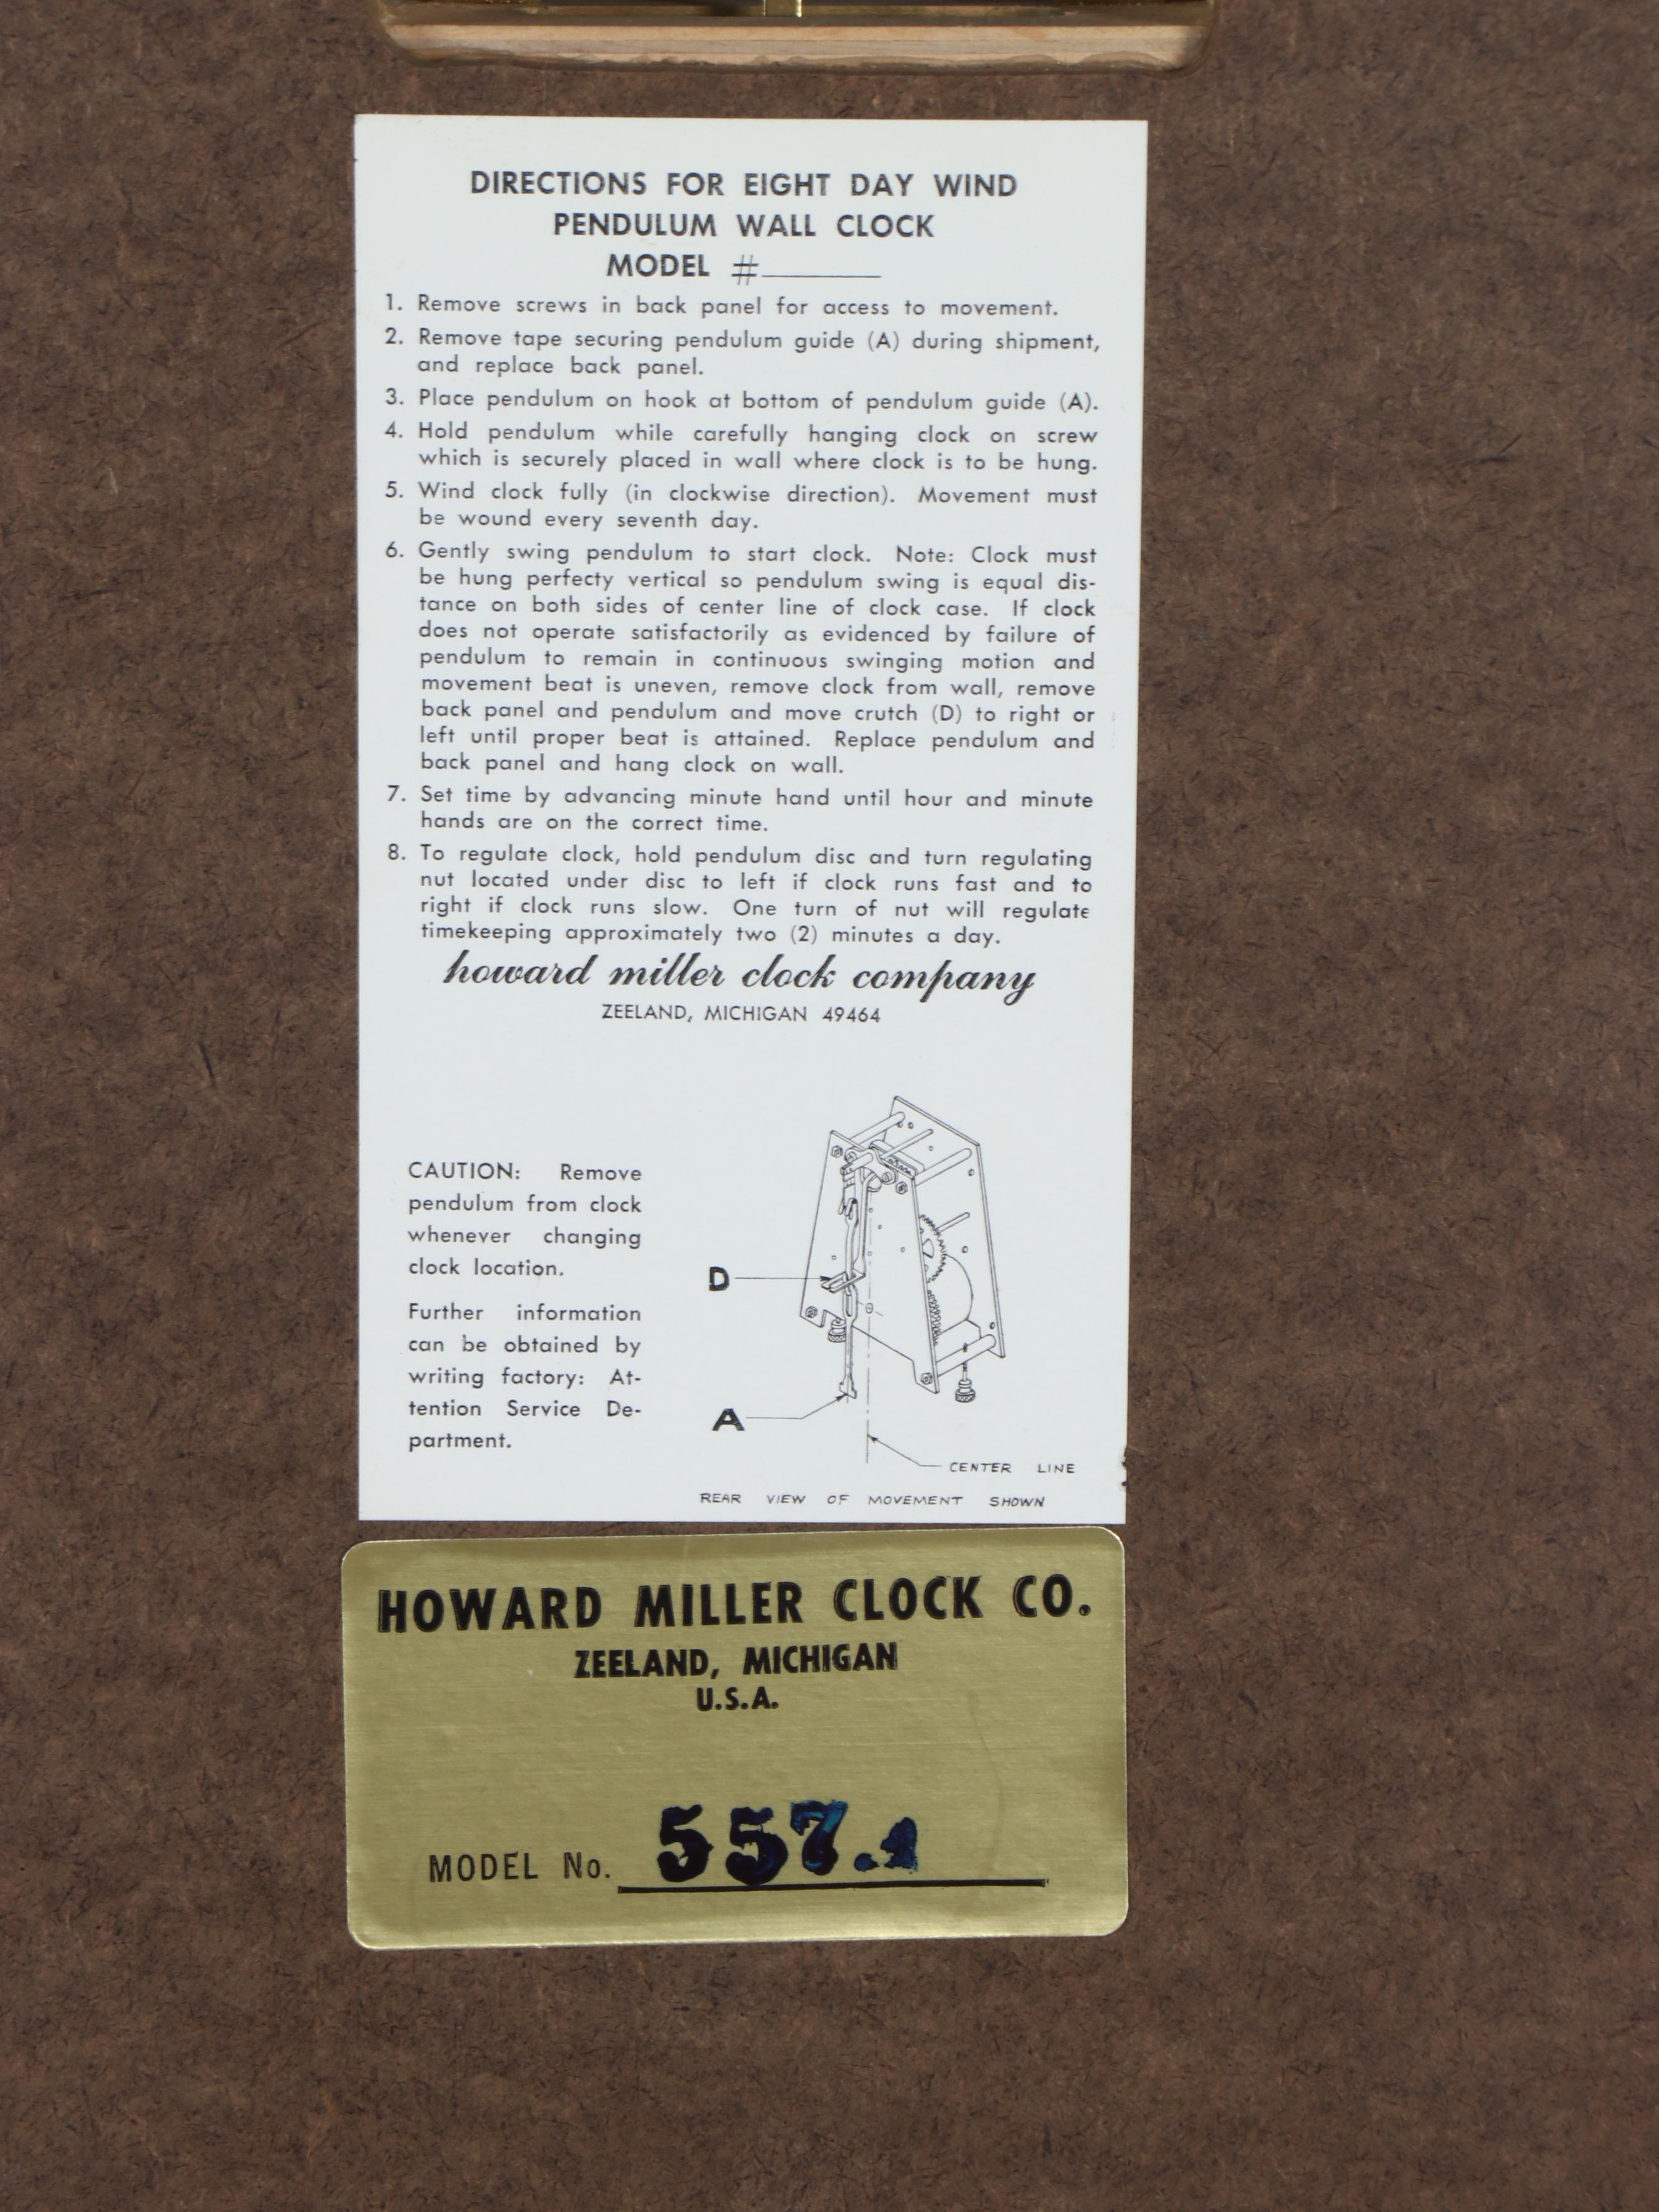 DIRECTIONS FOR EIGHT DAY WIND
PENDULUM WALL CLOCK
MODEL #______
1. Remove screws in back panel for access to movement.
2. Remove tape securing pendulum guide (A) during shipment,
and replace back panel.
3. Place pendulum on hook at bottom of pendulum guide (A).
4. Hold pendulum while carefully hanging clock on screw
which is securely placed in wall where clock is to be hung.
5. Wind clock fully (in clockwise direction). Movement must
be wound every seventh day.
6. Gently swing pendulum to start clock. Note: Clock must
be hung perfecty vertical so pendulum swing is equal dis-
tance on both sides of center line of clock case. If clock
does not operate satisfactorily as evidenced by failure of
pendulum to remain in continuous swinging motion and
movement beat is uneven, remove clock from wall, remove
back panel and pendulum and move crutch (D) to right or
left until proper beat is attained. Replace pendulum and
back panel and hang clock on wall.
7. Set time by advancing minute hand until hour and minute
hands are on the correct time.
8. To regulate clock, hold pendulum disc and turn regulating
nut located under disc to left if clock runs fast and to
right if clock runs slow. One turn of nut will regulate
timekeeping approximately two (2) minutes a day.
howard miller clock company
ZEELAND, MICHIGAN 49464
CAUTION: Remove
pendulum from clock
whenever changing
clock location.
Further information
can be obtained by
writing factory: At-
tention Service De-
partment.
D
A
CENTER LINE
REAR VIEW OF MOVEMENT SHOWN
HOWARD MILLER CLOCK CO.
ZEELAND, MICHIGAN
U.S.A.
MODEL No. 557.1